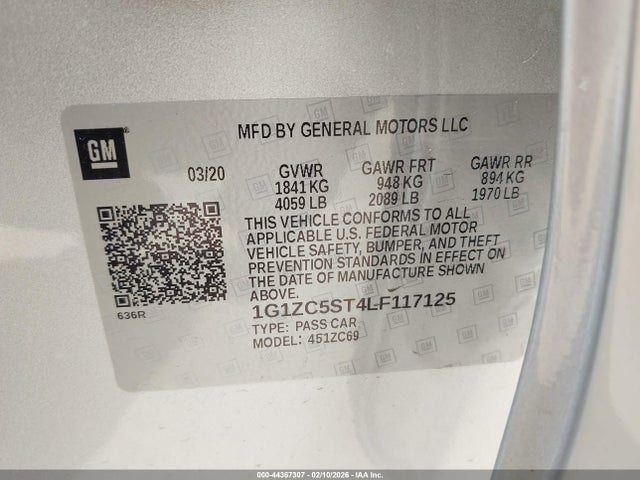 GM
MFD BY GENERAL MOTORS LLC
03/20
GVWR
1841 KG
4059 LB
GAWR FRT
948 KG
2089 LB
GAWR RR
894 KG
1970 LB
THIS VEHICLE CONFORMS TO ALL
APPLICABLE U.S. FEDERAL MOTOR
VEHICLE SAFETY, BUMPER, AND THEFT
PREVENTION STANDARDS IN EFFECT ON
THE DATE OF MANUFACTURE SHOWN
ABOVE.
636R
1G1ZC5ST4LF117125
TYPE: PASS CAR
MODEL: 451ZC69
© 44367307 - 02/10/2026 - IAA Inc.